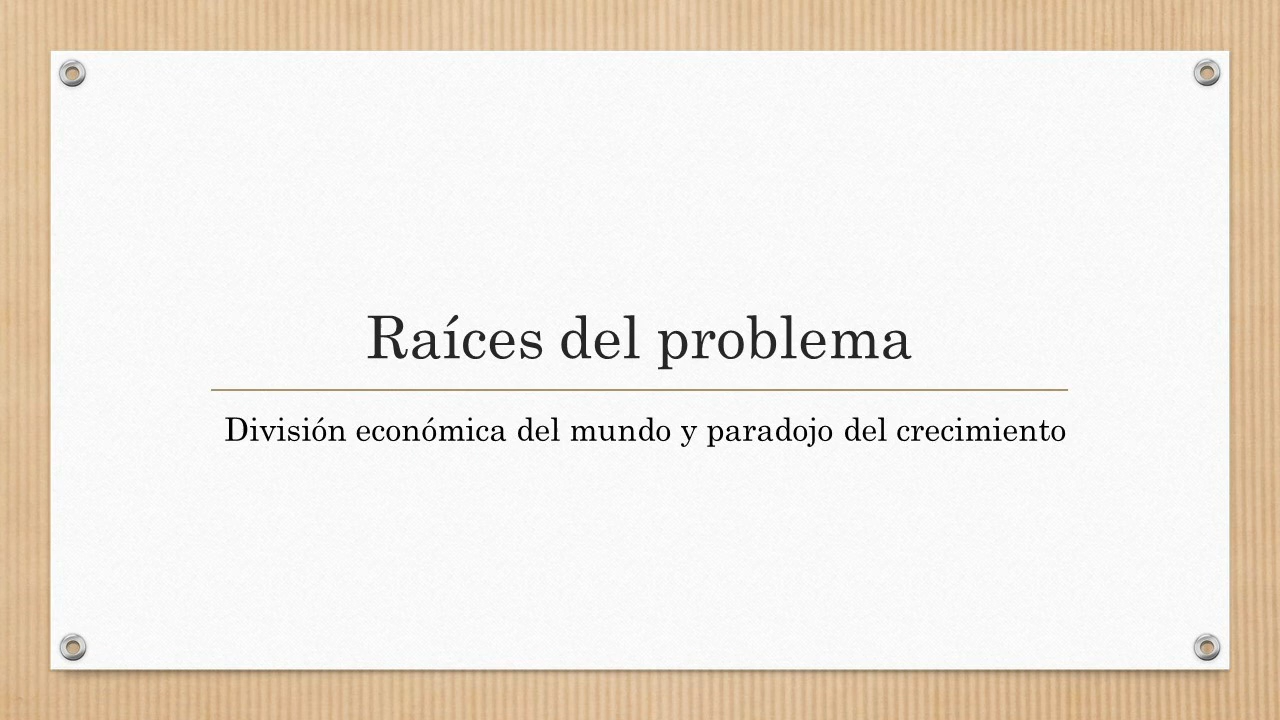 Raíces del problema
División económica del mundo y paradojo del crecimiento